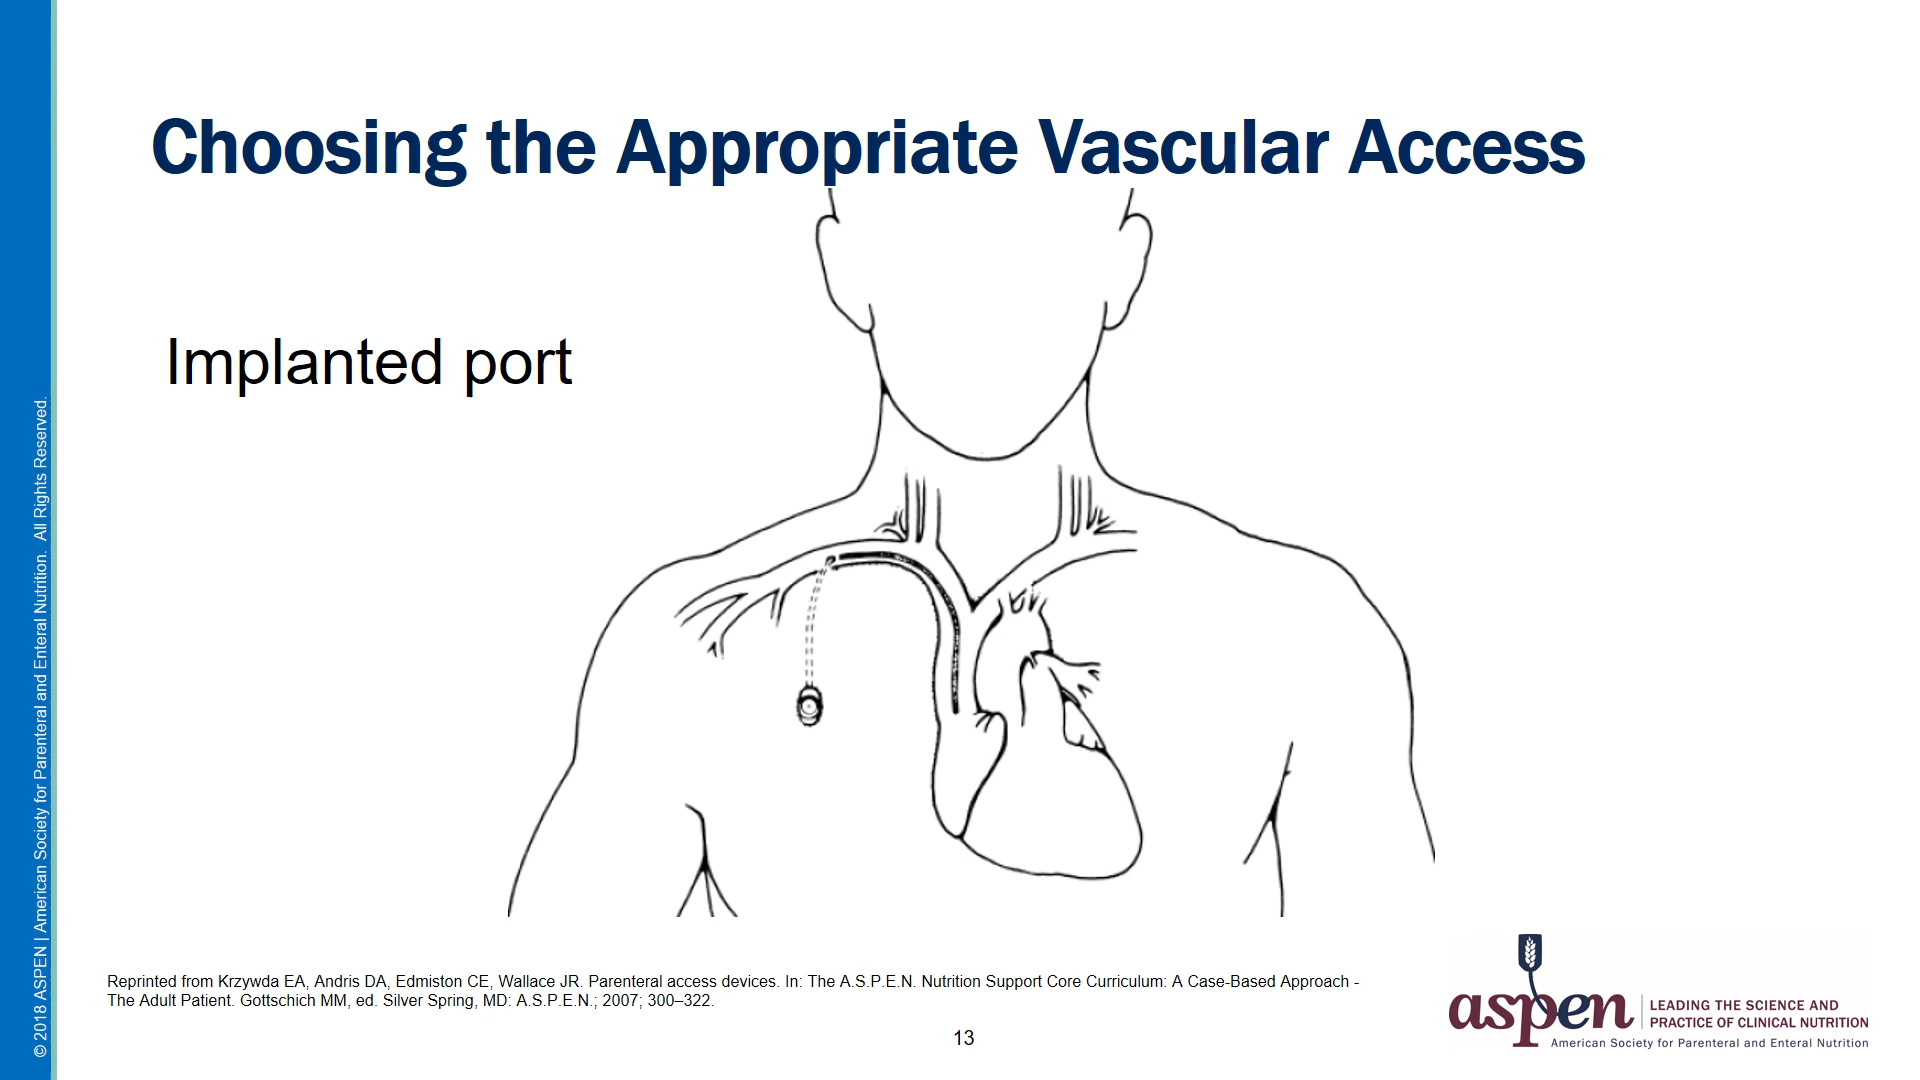 Choosing the Appropriate Vascular Access
Implanted port
Reprinted from Krzywda EA, Andris DA, Edmiston CE, Wallace JR. Parenteral access devices. In: The A.S.P.E.N. Nutrition Support Core Curriculum: A Case-Based Approach -
The Adult Patient. Gottschich MM, ed. Silver Spring, MD: A.S.P.E.N.; 2007; 300–322.
13
© 2018 ASPEN | American Society for Parenteral and Enteral Nutrition. All Rights Reserved.
aspen
LEADING THE SCIENCE AND
PRACTICE OF CLINICAL NUTRITION
American Society for Parenteral and Enteral Nutrition